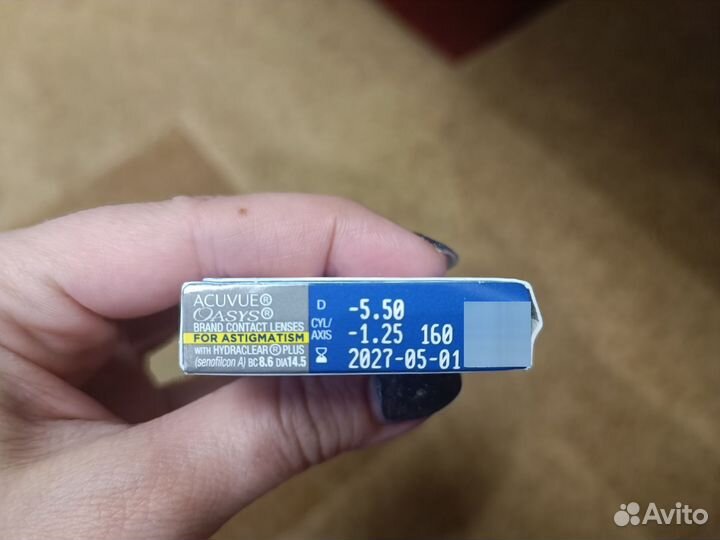 ACUVUE®
OASYS®
BRAND CONTACT LENSES
FOR ASTIGMATISM
WITH HYDRACLEAR® PLUS
(senofilcon A) BC 8.6 DIA 14.5
D -5.50
CYL/
AXIS -1.25 160
2027-05-01
Avito